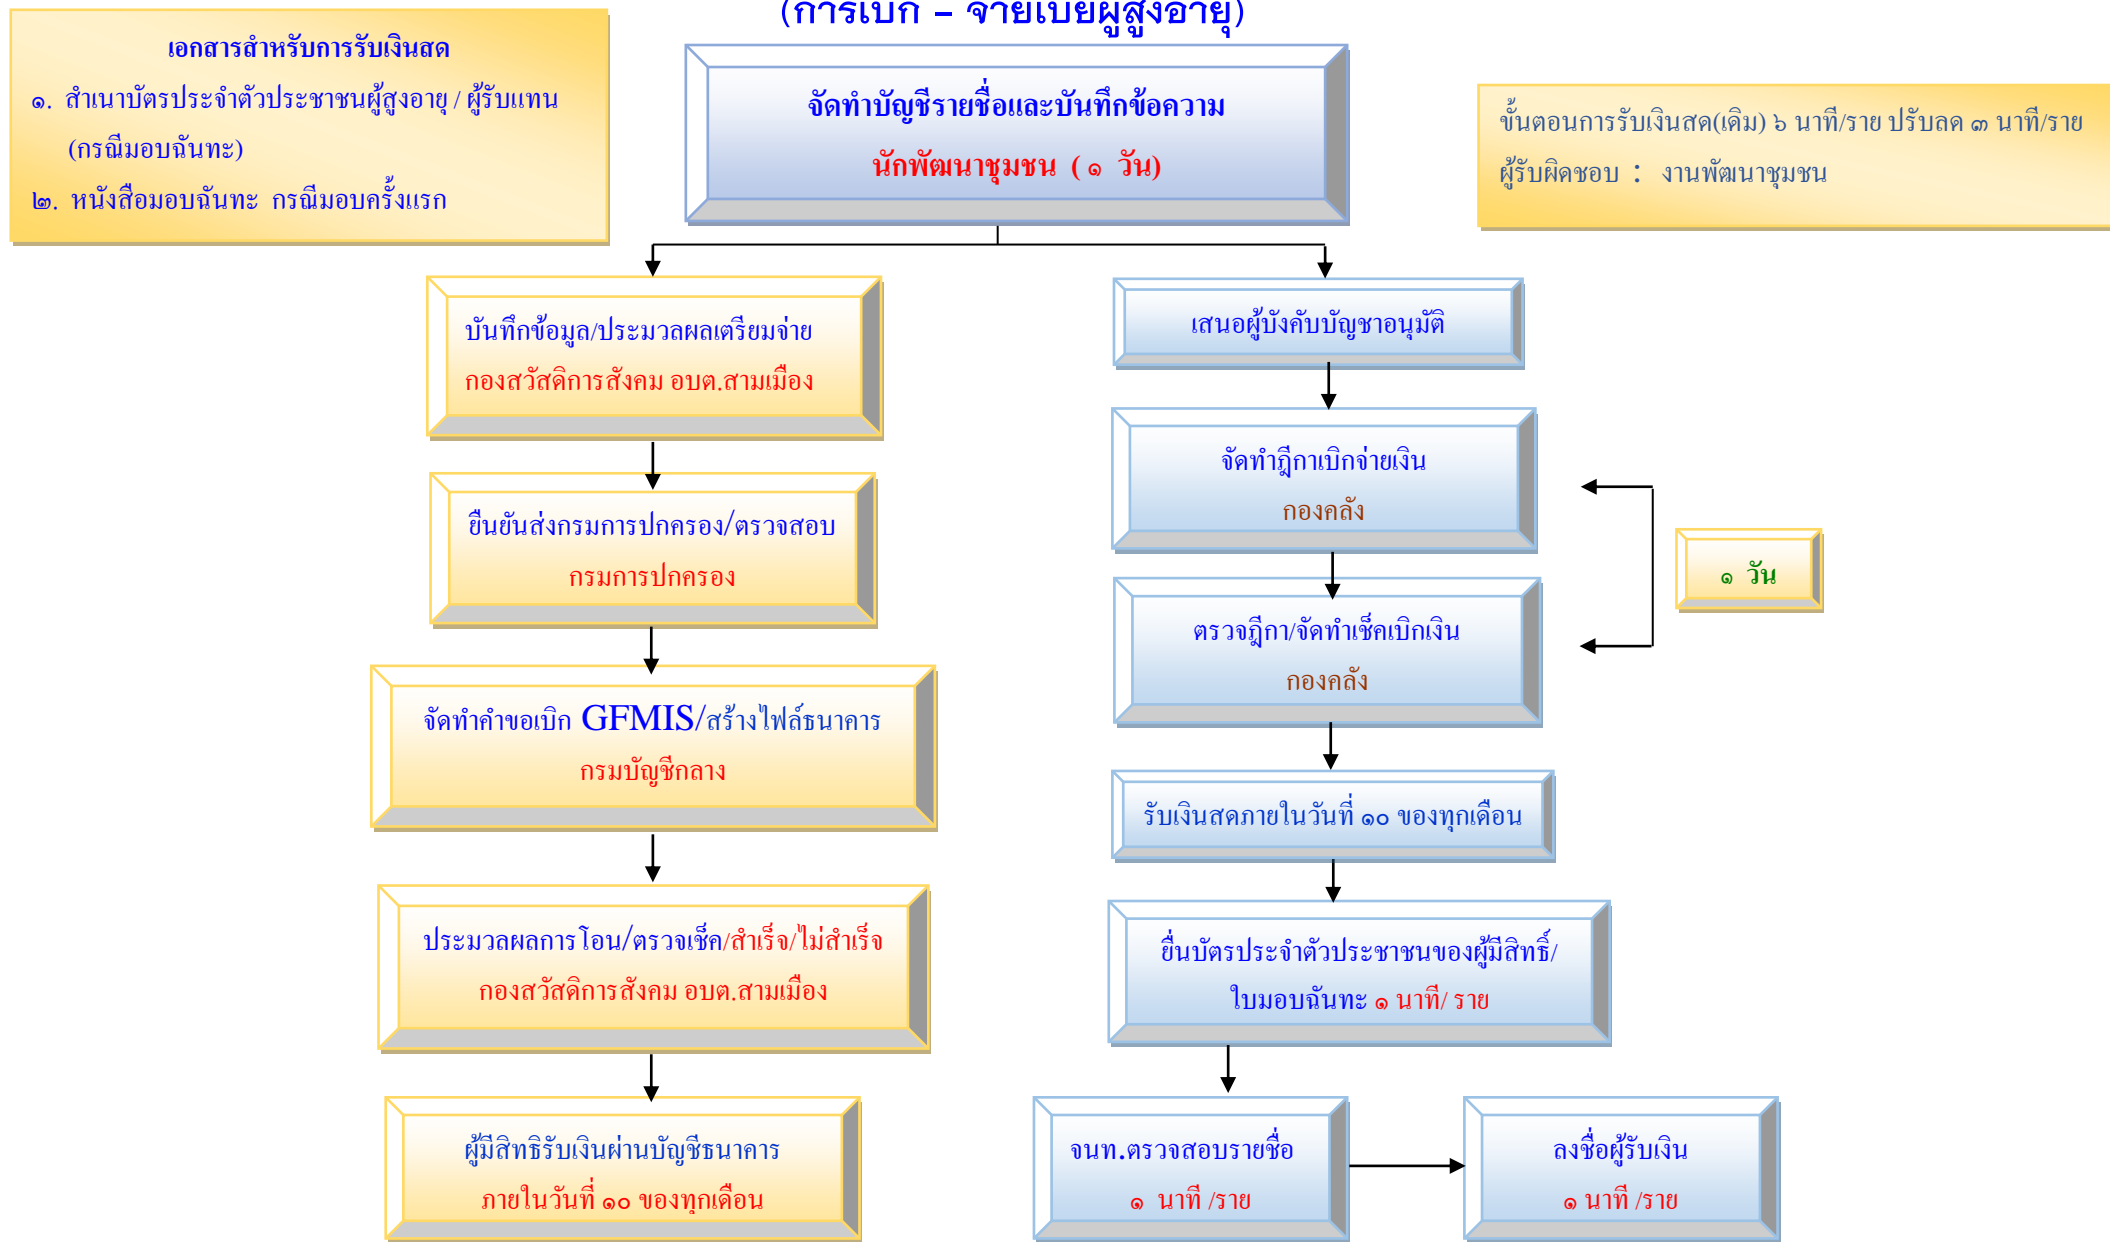 (การเบิก – จ่ายเบี้ยผู้สูงอายุ)
เอกสารสำหรับการรับเงินสด
๑. สำเนาบัตรประจำตัวประชาชนผู้สูงอายุ / ผู้รับแทน
(กรณีมอบฉันทะ)
๒. หนังสือมอบฉันทะ กรณีมอบครั้งแรก
จัดทำบัญชีรายชื่อและบันทึกข้อความ
นักพัฒนาชุมชน ( ๑ วัน)
ขั้นตอนการรับเงินสด(เดิม) ๖ นาที/ราย ปรับลด ๓ นาที/ราย
ผู้รับผิดชอบ : งานพัฒนาชุมชน
บันทึกข้อมูล/ประมวลผลเตรียมจ่าย
กองสวัสดิการสังคม อบต.สามเมือง
ยืนยันส่งกรมการปกครอง/ตรวจสอบ
กรมการปกครอง
จัดทำคำขอเบิก GFMIS/สร้างไฟล์ธนาคาร
กรมบัญชีกลาง
ประมวลผลการโอน/ตรวจเช็ค/สำเร็จ/ไม่สำเร็จ
กองสวัสดิการสังคม อบต.สามเมือง
ผู้มีสิทธิรับเงินผ่านบัญชีธนาคาร
ภายในวันที่ ๑๐ ของทุกเดือน
เสนอผู้บังคับบัญชาอนุมัติ
จัดทำฎีกาเบิกจ่ายเงิน
กองคลัง
๑ วัน
ตรวจฎีกา/จัดทำเช็คเบิกเงิน
กองคลัง
รับเงินสดภายในวันที่ ๑๐ ของทุกเดือน
ยื่นบัตรประจำตัวประชาชนของผู้มีสิทธิ์/
ใบมอบฉันทะ ๑ นาที/ ราย
จนท.ตรวจสอบรายชื่อ
๑ นาที /ราย
ลงชื่อผู้รับเงิน
๑ นาที /ราย